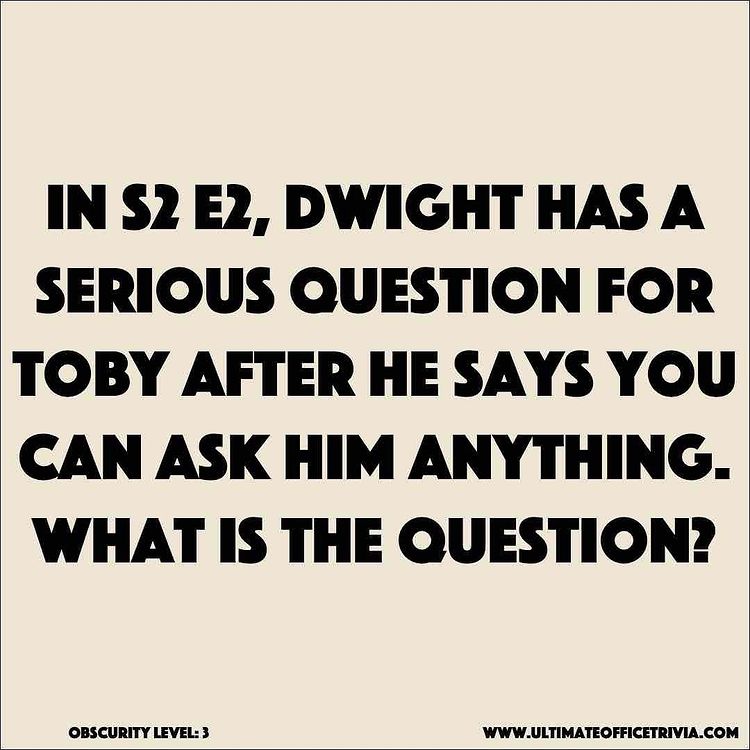 IN S2 E2, DWIGHT HAS A
SERIOUS QUESTION FOR
TOBY AFTER HE SAYS YOU
CAN ASK HIM ANYTHING.
WHAT IS THE QUESTION?
OBSCURITY LEVEL: 3
WWW.ULTIMATEOFFICETRIVIA.COM